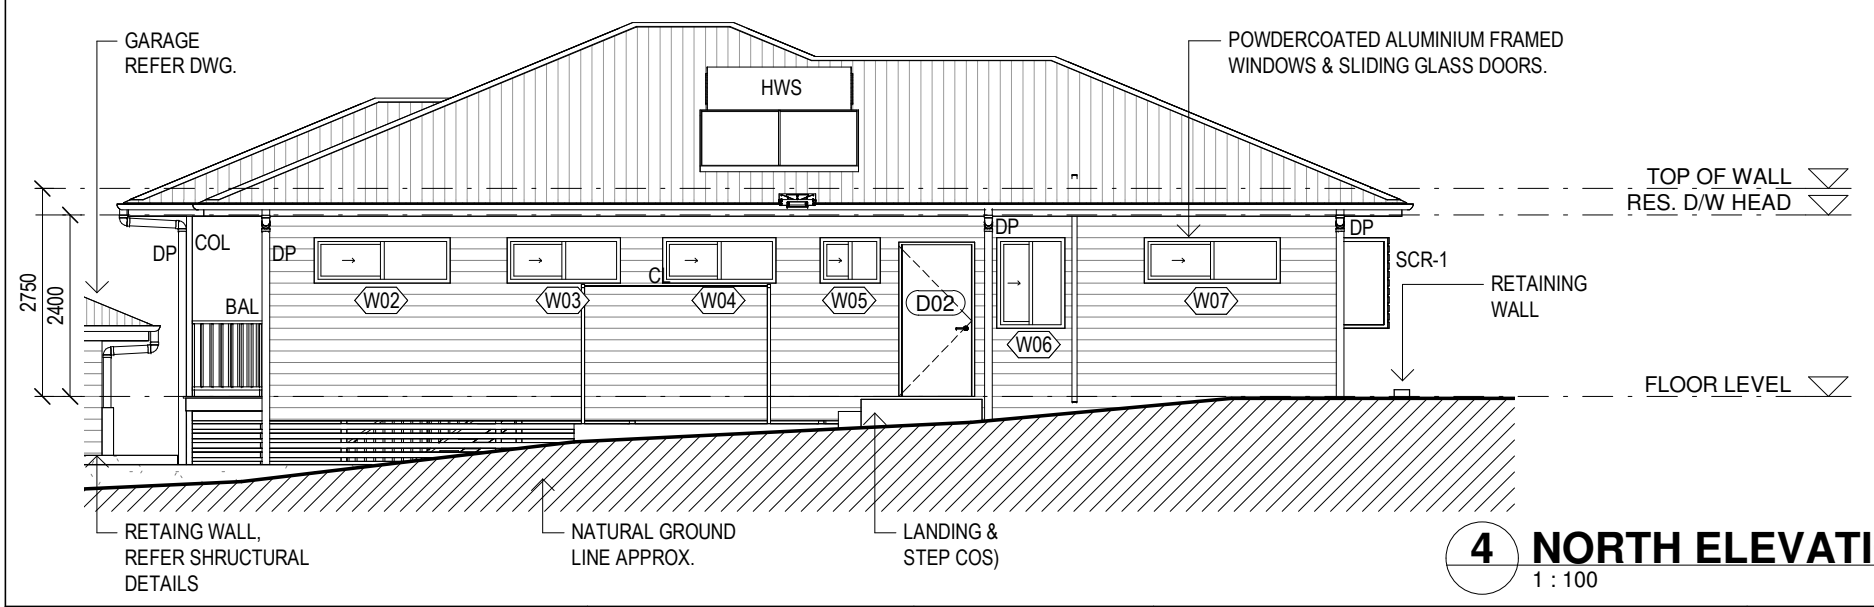 GARAGE
REFER DWG.
POWDERCOATED ALUMINIUM FRAMED
WINDOWS & SLIDING GLASS DOORS.
HWS
TOP OF WALL
RES. D/W HEAD
2750
2400
DP
COL
DP
DP
DP
SCR-1
BAL
CL
W02
W03
W04
W05
D02
W06
W07
RETAINING
WALL
FLOOR LEVEL
RETAING WALL,
REFER SHRUCTURAL
DETAILS
NATURAL GROUND
LINE APPROX.
LANDING &
STEP COS)
4 NORTH ELEVATI
1 : 100